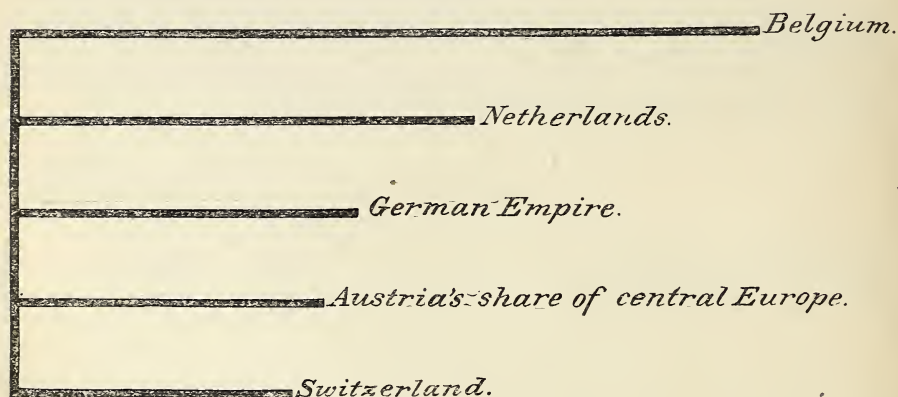 Belgium.
Netherlands.
German Empire.
Austria's share of central Europe.
Switzerland.